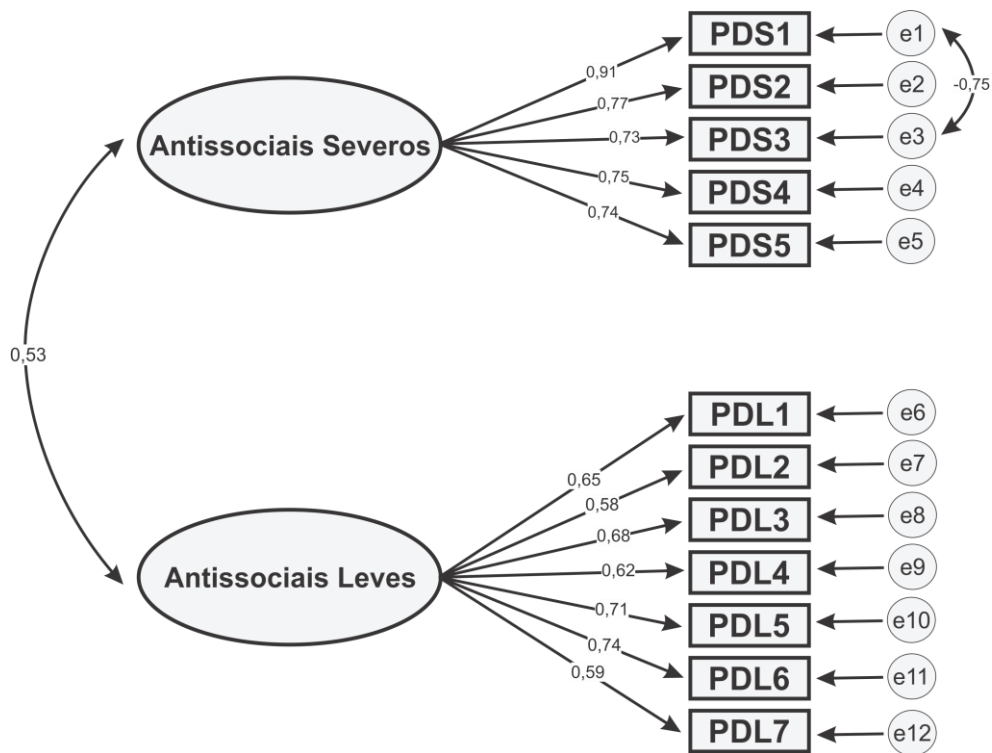 PDS1
e1
0,91
PDS2
e2
-0,75
0,77
Antissociais Severos
0,73
PDS3
e3
0,75
PDS4
e4
0,74
PDS5
e5
0,53
PDL1
e6
0,65
PDL2
e7
0,58
PDL3
e8
0,68
Antissociais Leves
0,62
PDL4
e9
0,71
PDL5
e10
0,74
PDL6
e11
0,59
PDL7
e12